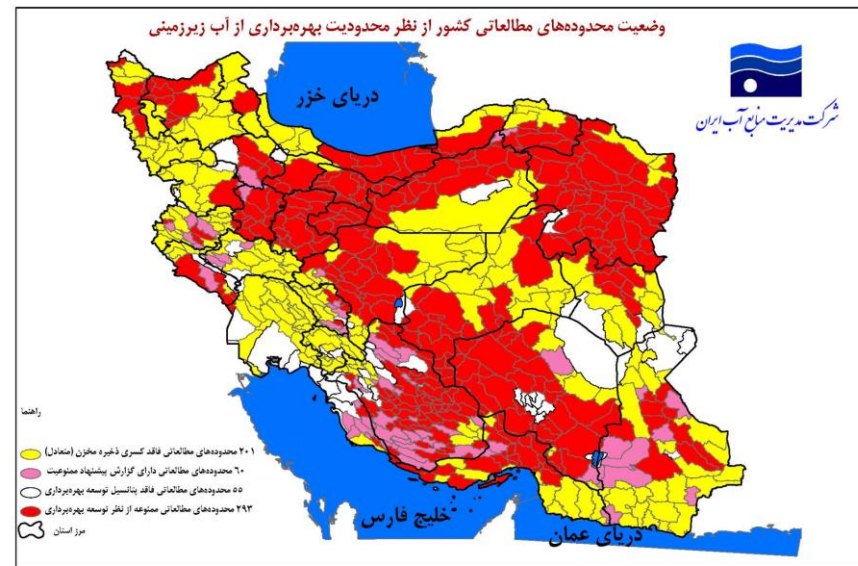 وضعیت محدوده‌های مطالعاتی کشور از نظر محدودیت بهره‌برداری از آب زیرزمینی
دریای خزر
شرکت مدیریت منابع آب ایران
راهنما
۲۰۱ محدوده‌های مطالعاتی فاقد کسری ذخیره مخزن (متعادل)
۶۰ محدوده‌های مطالعاتی دارای گزارش پیشنهاد ممنوعیت
۵۵ محدوده‌های مطالعاتی فاقد پتانسیل توسعه بهره‌برداری
۲۹۳ محدوده‌های مطالعاتی ممنوعه از نظر توسعه بهره‌برداری
مرز استان
خلیج فارس
دریای عمان